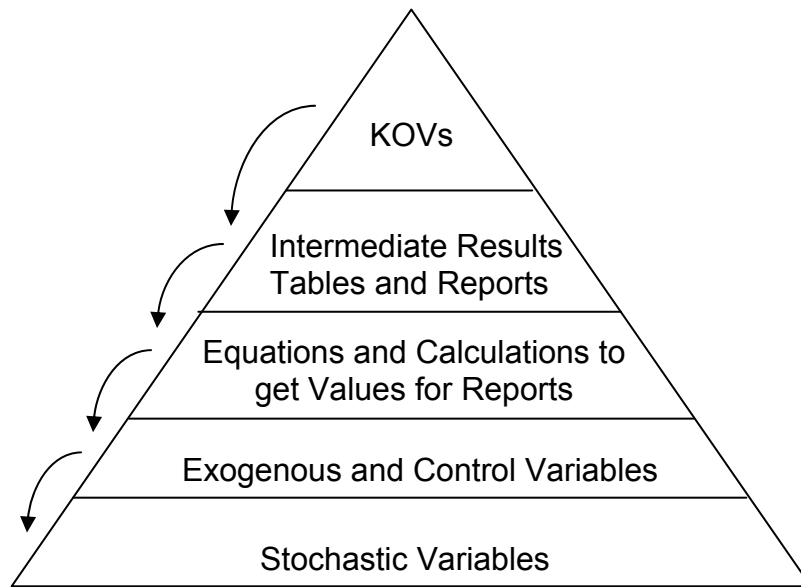 KOVs
Intermediate Results
Tables and Reports
Equations and Calculations to
get Values for Reports
Exogenous and Control Variables
Stochastic Variables